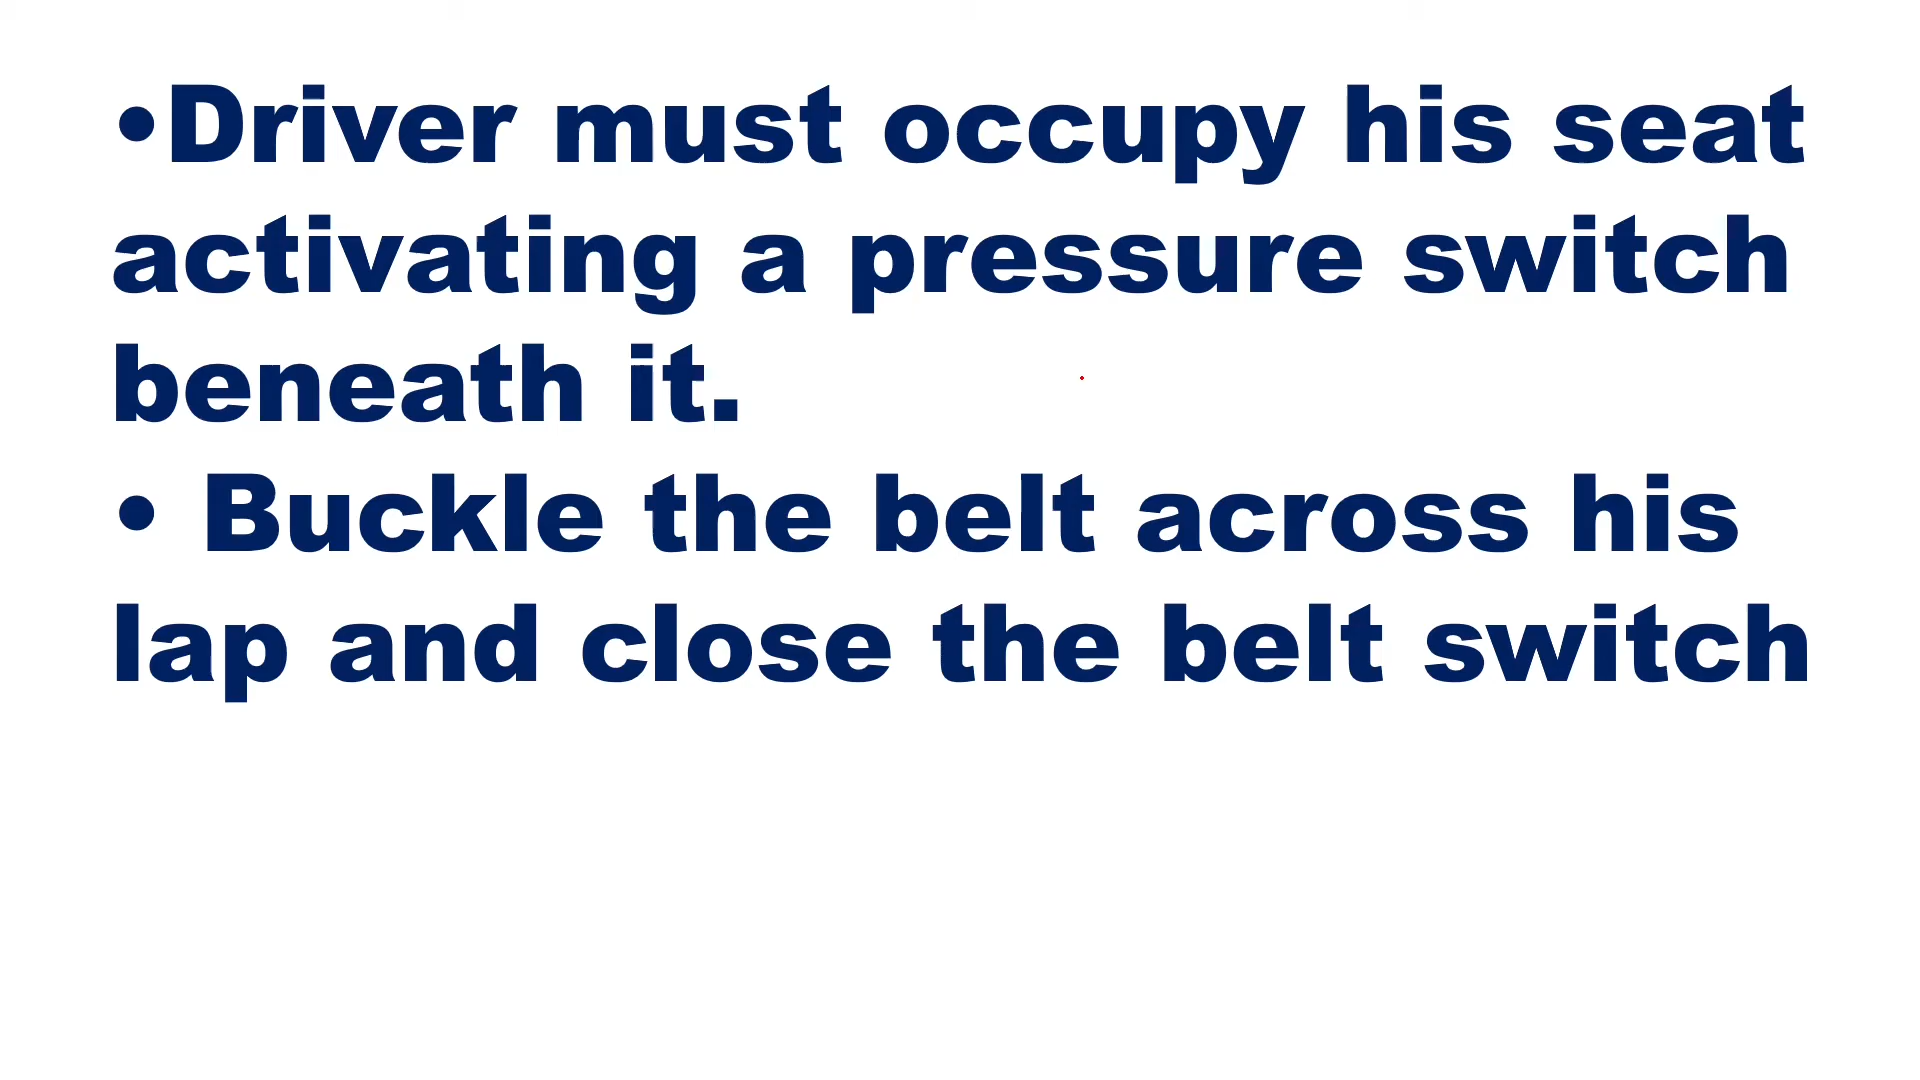 •Driver must occupy his seat
activating a pressure switch
beneath it.
• Buckle the belt across his
lap and close the belt switch